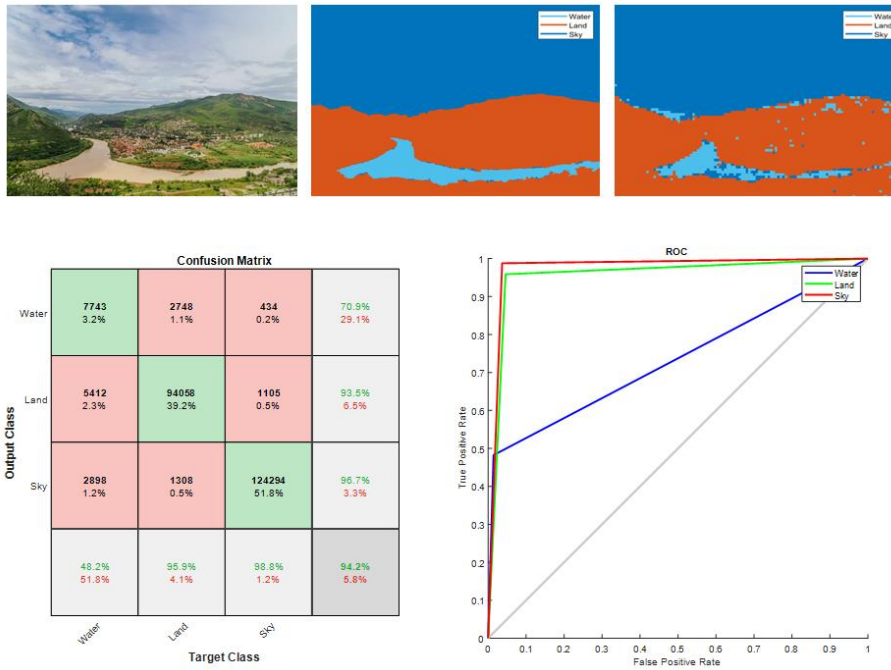 Water
Land
Sky
Water
Land
Sky
Confusion Matrix
Output Class
Water
7743
3.2%
2748
1.1%
434
0.2%
70.9%
29.1%
Land
5412
2.3%
94058
39.2%
1105
0.5%
93.5%
6.5%
Sky
2898
1.2%
1308
0.5%
124294
51.8%
96.7%
3.3%
48.2%
51.8%
95.9%
4.1%
98.8%
1.2%
94.2%
5.8%
Water
Land
Sky
Target Class
ROC
Water
Land
Sky
True Positive Rate
1
0.9
0.8
0.7
0.6
0.5
0.4
0.3
0.2
0.1
0
0
0.1
0.2
0.3
0.4
0.5
0.6
0.7
0.8
0.9
1
False Positive Rate